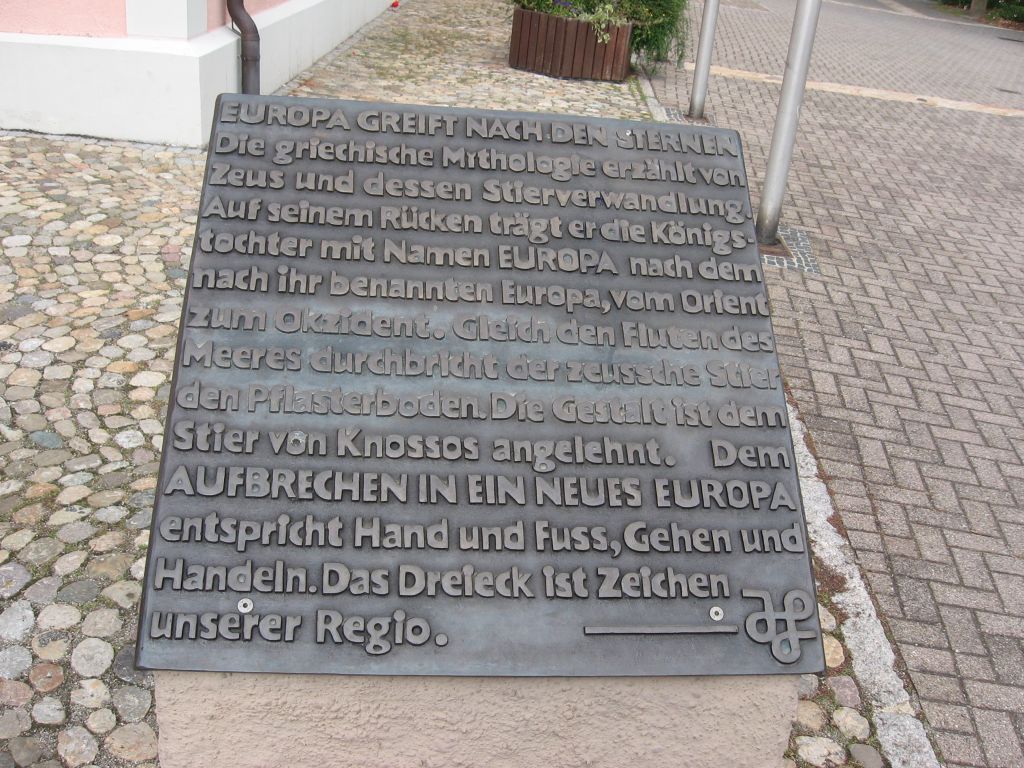 EUROPA GREIFT NACH DEN STERNEN
Die griechische Mithologie erzählt von
Zeus und dessen Stierverwandlung.
Auf seinem Rücken trägt er die Königs-
tochter mit Namen EUROPA nach dem
nach ihr benannten Europa, vom Orient
zum Okzident. Gleich den Fluten des
Meeres durchbricht der zeussche Stier
den Pflasterboden. Die Gestalt ist dem
Stier von Knossos angelehnt. Dem
AUFBRECHEN IN EIN NEUES EUROPA
entspricht Hand und Fuss, Gehen und
Handeln. Das Dreieck ist Zeichen
unserer Regio.